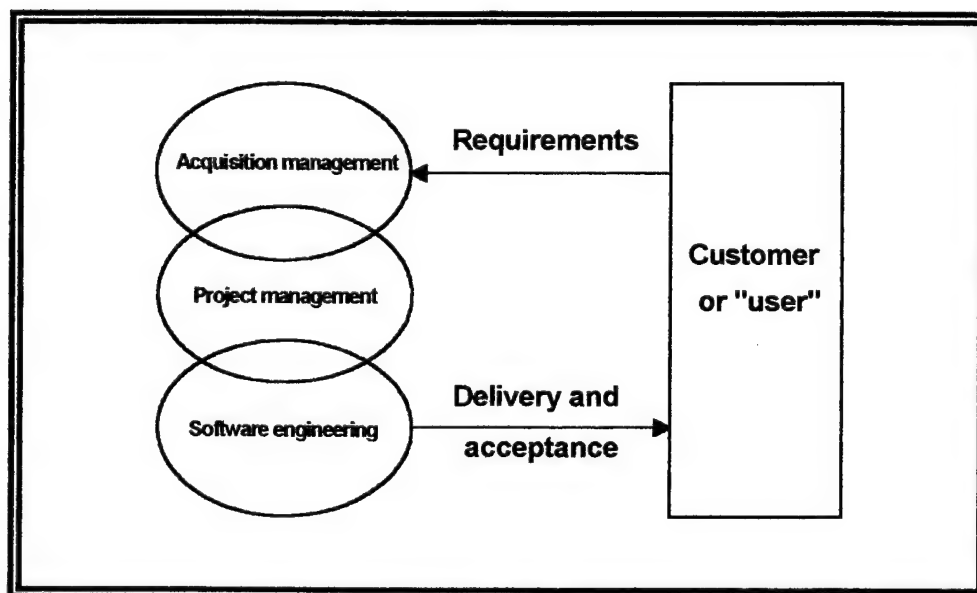 Acquisition management
Requirements
Customer
or "user"
Project management
Software engineering
Delivery and
acceptance